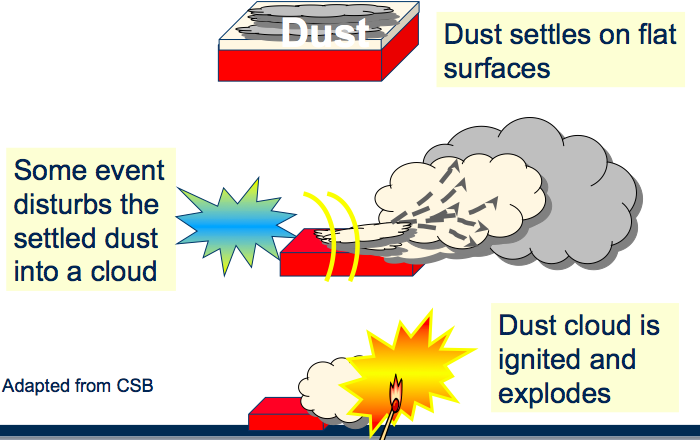 Dust
Dust settles on flat
surfaces
Some event
disturbs the
settled dust
into a cloud
Dust cloud is
ignited and
explodes
Adapted from CSB